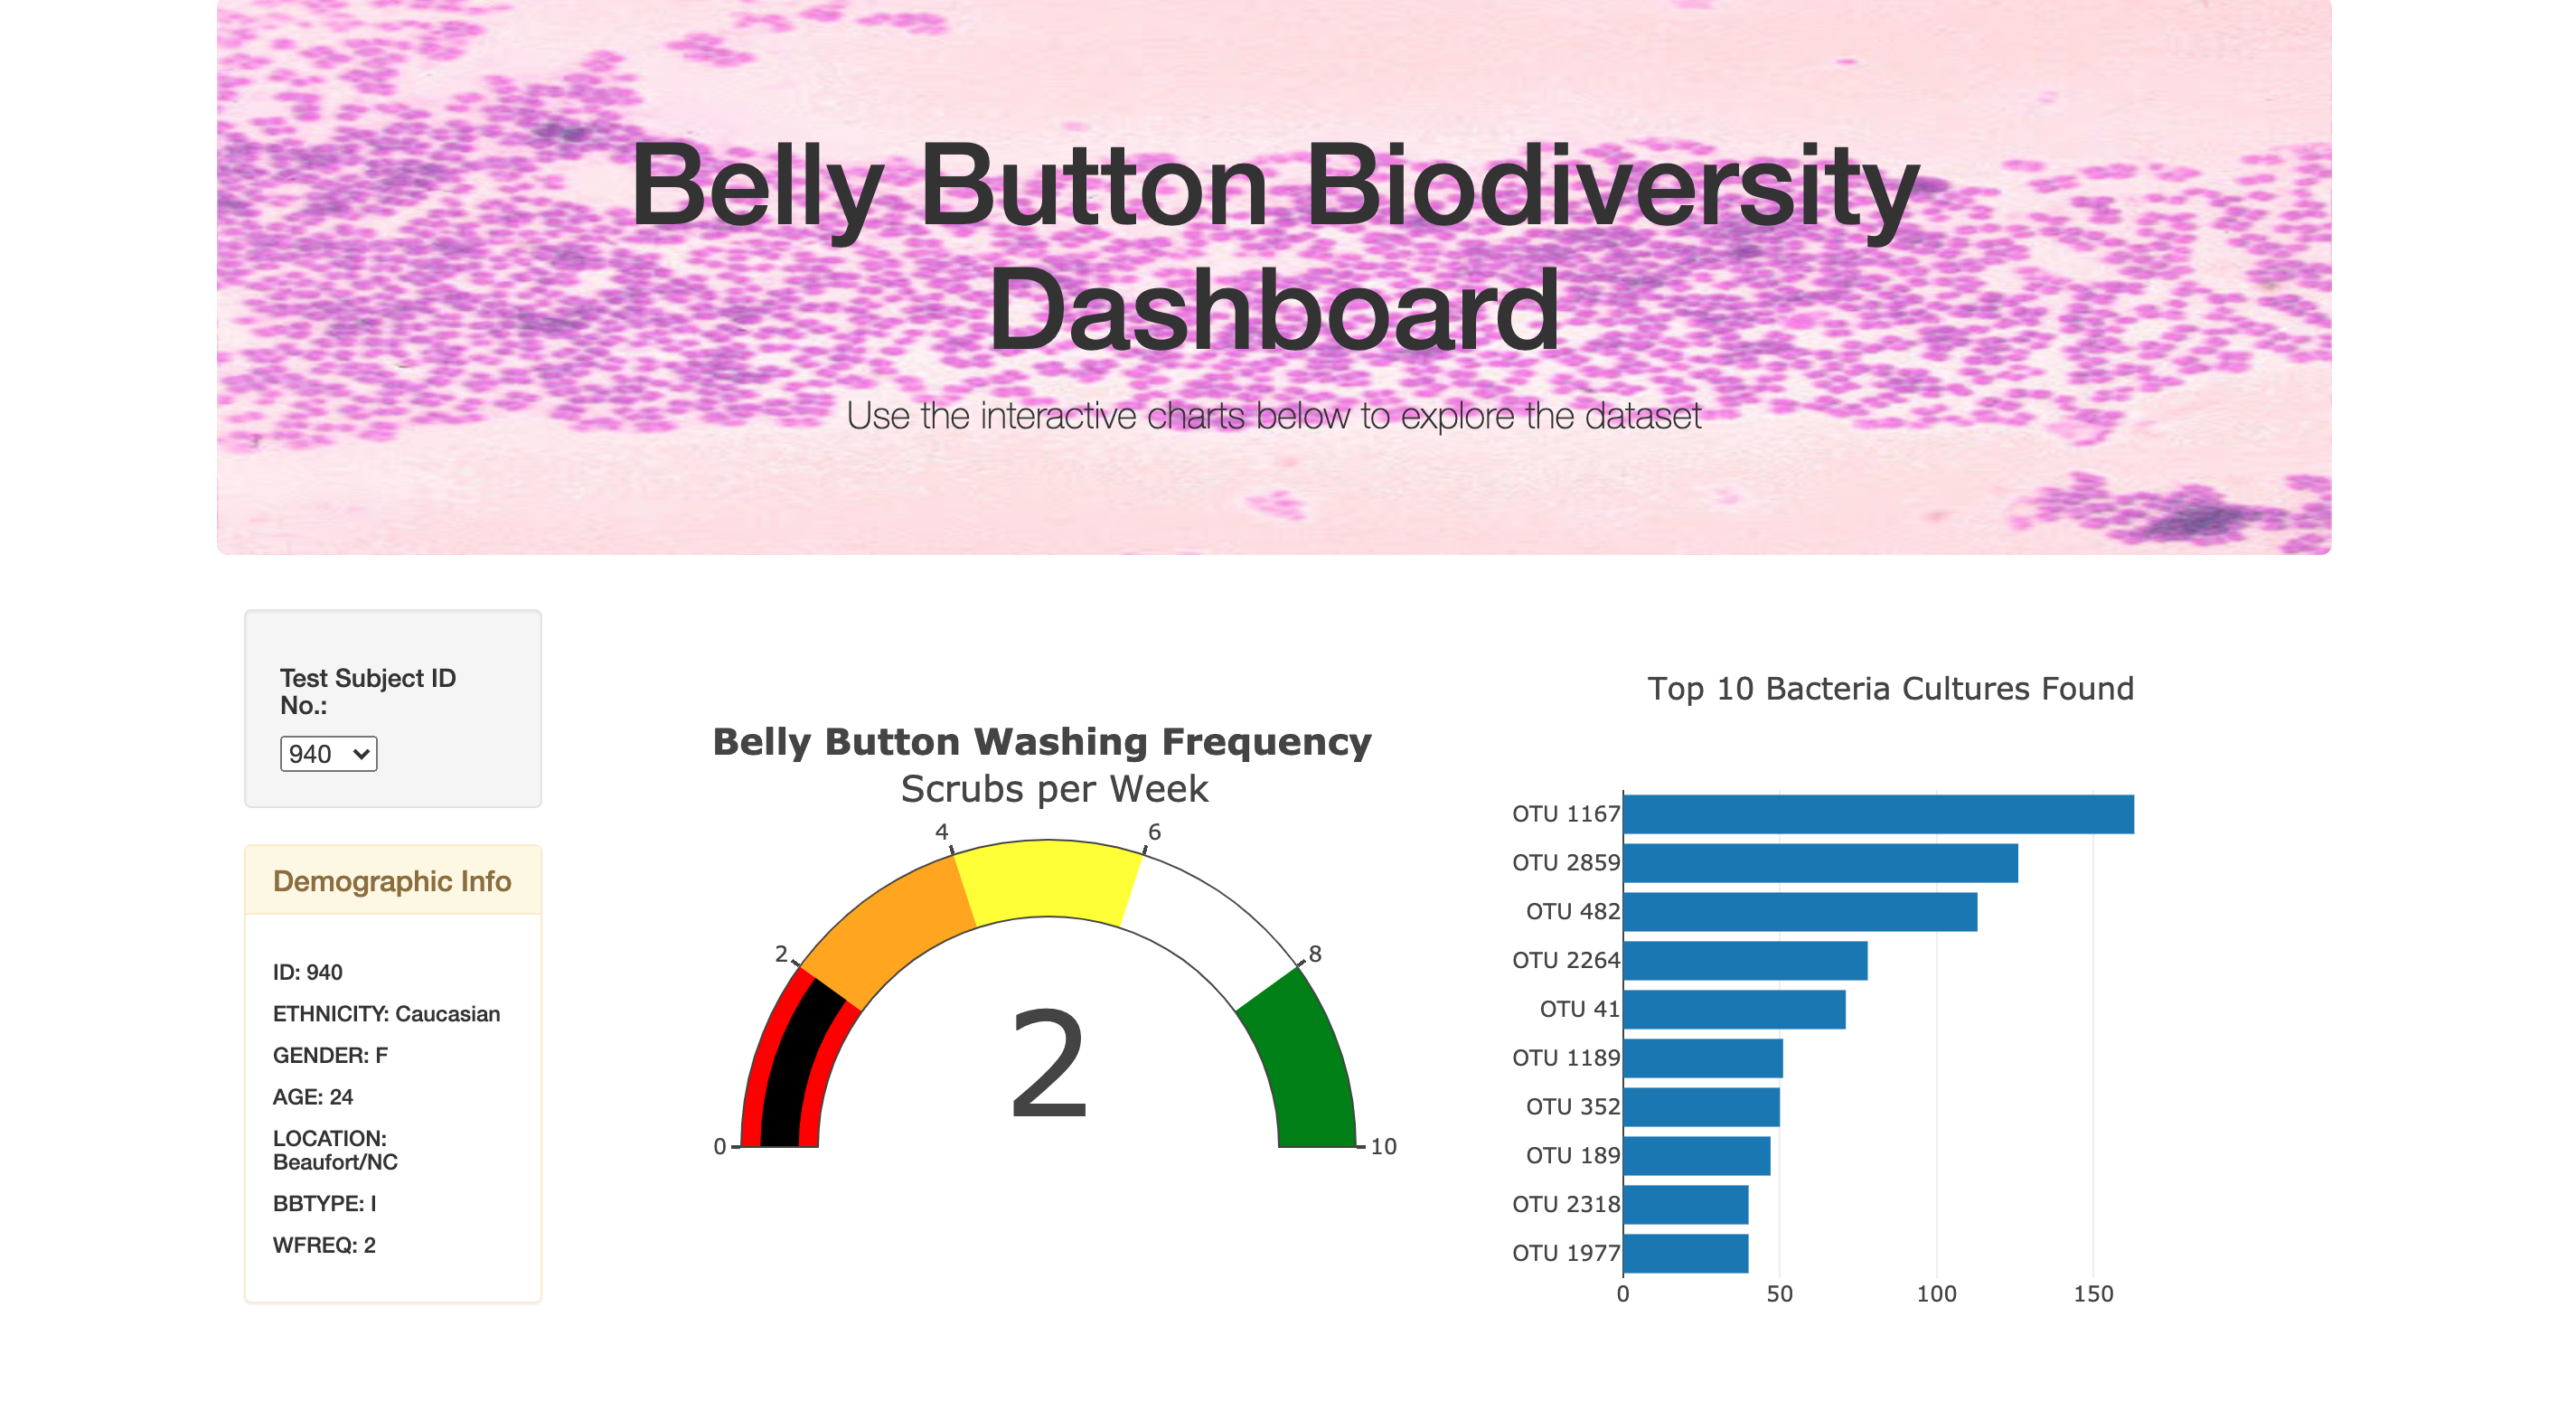 Belly Button Biodiversity
Dashboard
Use the interactive charts below to explore the dataset
Test Subject ID
No.:
940
Demographic Info
ID: 940
ETHNICITY: Caucasian
GENDER: F
AGE: 24
LOCATION:
Beaufort/NC
BBTYPE: I
WFREQ: 2
Belly Button Washing Frequency
Scrubs per Week
0
2
4
6
8
10
2
Top 10 Bacteria Cultures Found
OTU 1167
OTU 2859
OTU 482
OTU 2264
OTU 41
OTU 1189
OTU 352
OTU 189
OTU 2318
OTU 1977
0 50 100 150